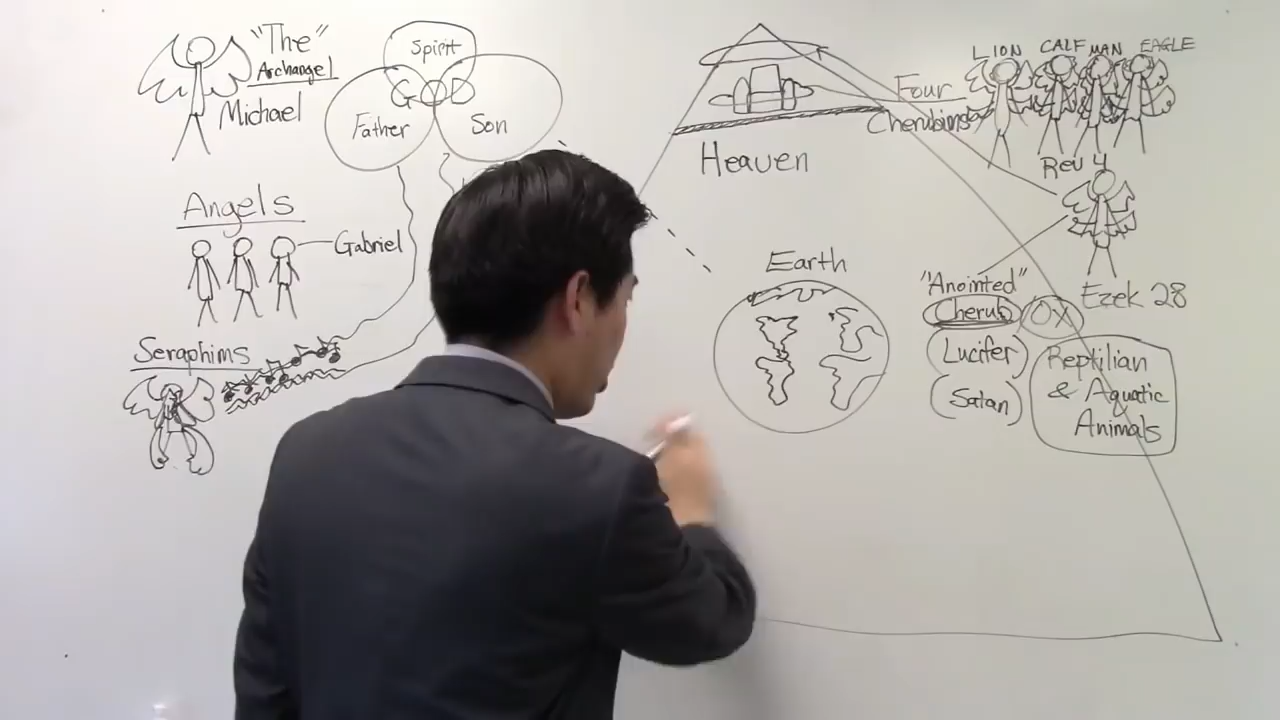 "The"
Archangel
Michael
Spirit
GOD
Father
Son
Angels
Gabriel
Seraphims
Heaven
Four
Cherubims
LION
CALF
MAN
EAGLE
Rev 4
Earth
"Anointed"
Cherub
OX
Ezek 28
Lucifer
Satan
Reptilian
& Aquatic
Animals